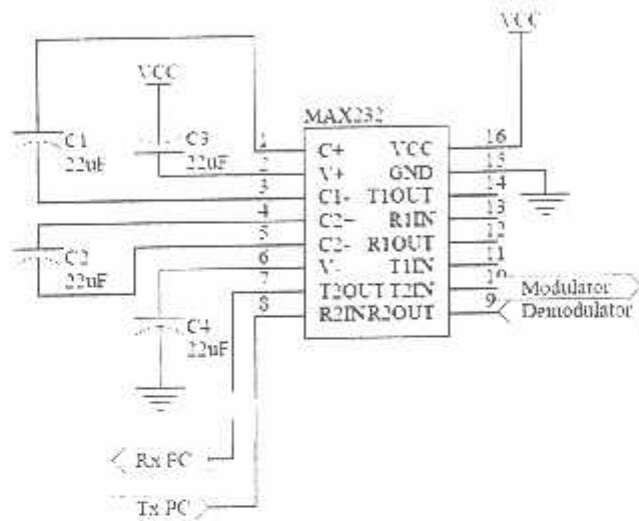 VCC
VCC
MAX232
C1
22uF
C3
22uF
C2
22uF
C4
22uF
1
2
3
4
5
6
7
8
C+
V+
C1-
C2+
C2-
V-
T2OUT
R2IN
VCC
GND
T1OUT
R1IN
R1OUT
T1IN
T2IN
R2OUT
16
15
14
13
12
11
10
9
Modulator
Demodulator
Rx PC
Tx PC